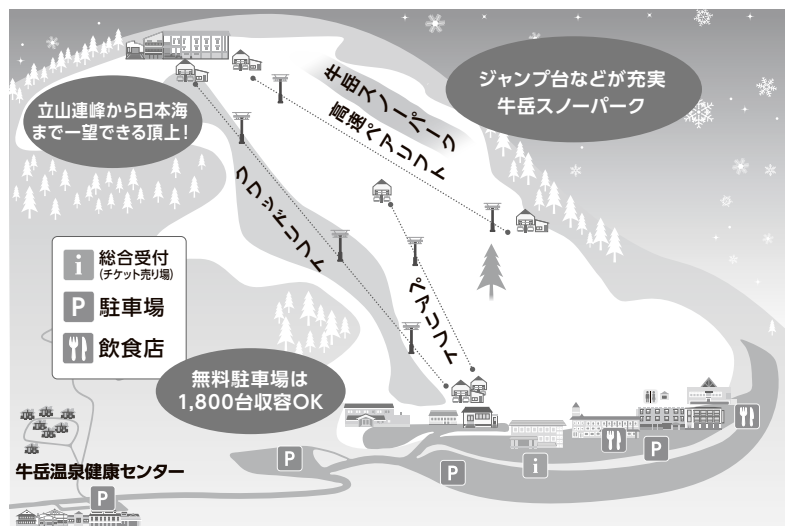 立山連峰から日本海
まで一望できる頂上!
ジャンプ台などが充実
牛岳スノーパーク
牛岳スノーパーク
高速ペアリフト
クワッドリフト
ペアリフト
i 総合受付
(チケット売り場)
P 駐車場
飲食店
無料駐車場は
1,800台収容OK
牛岳温泉健康センター
P
P
P
i
P